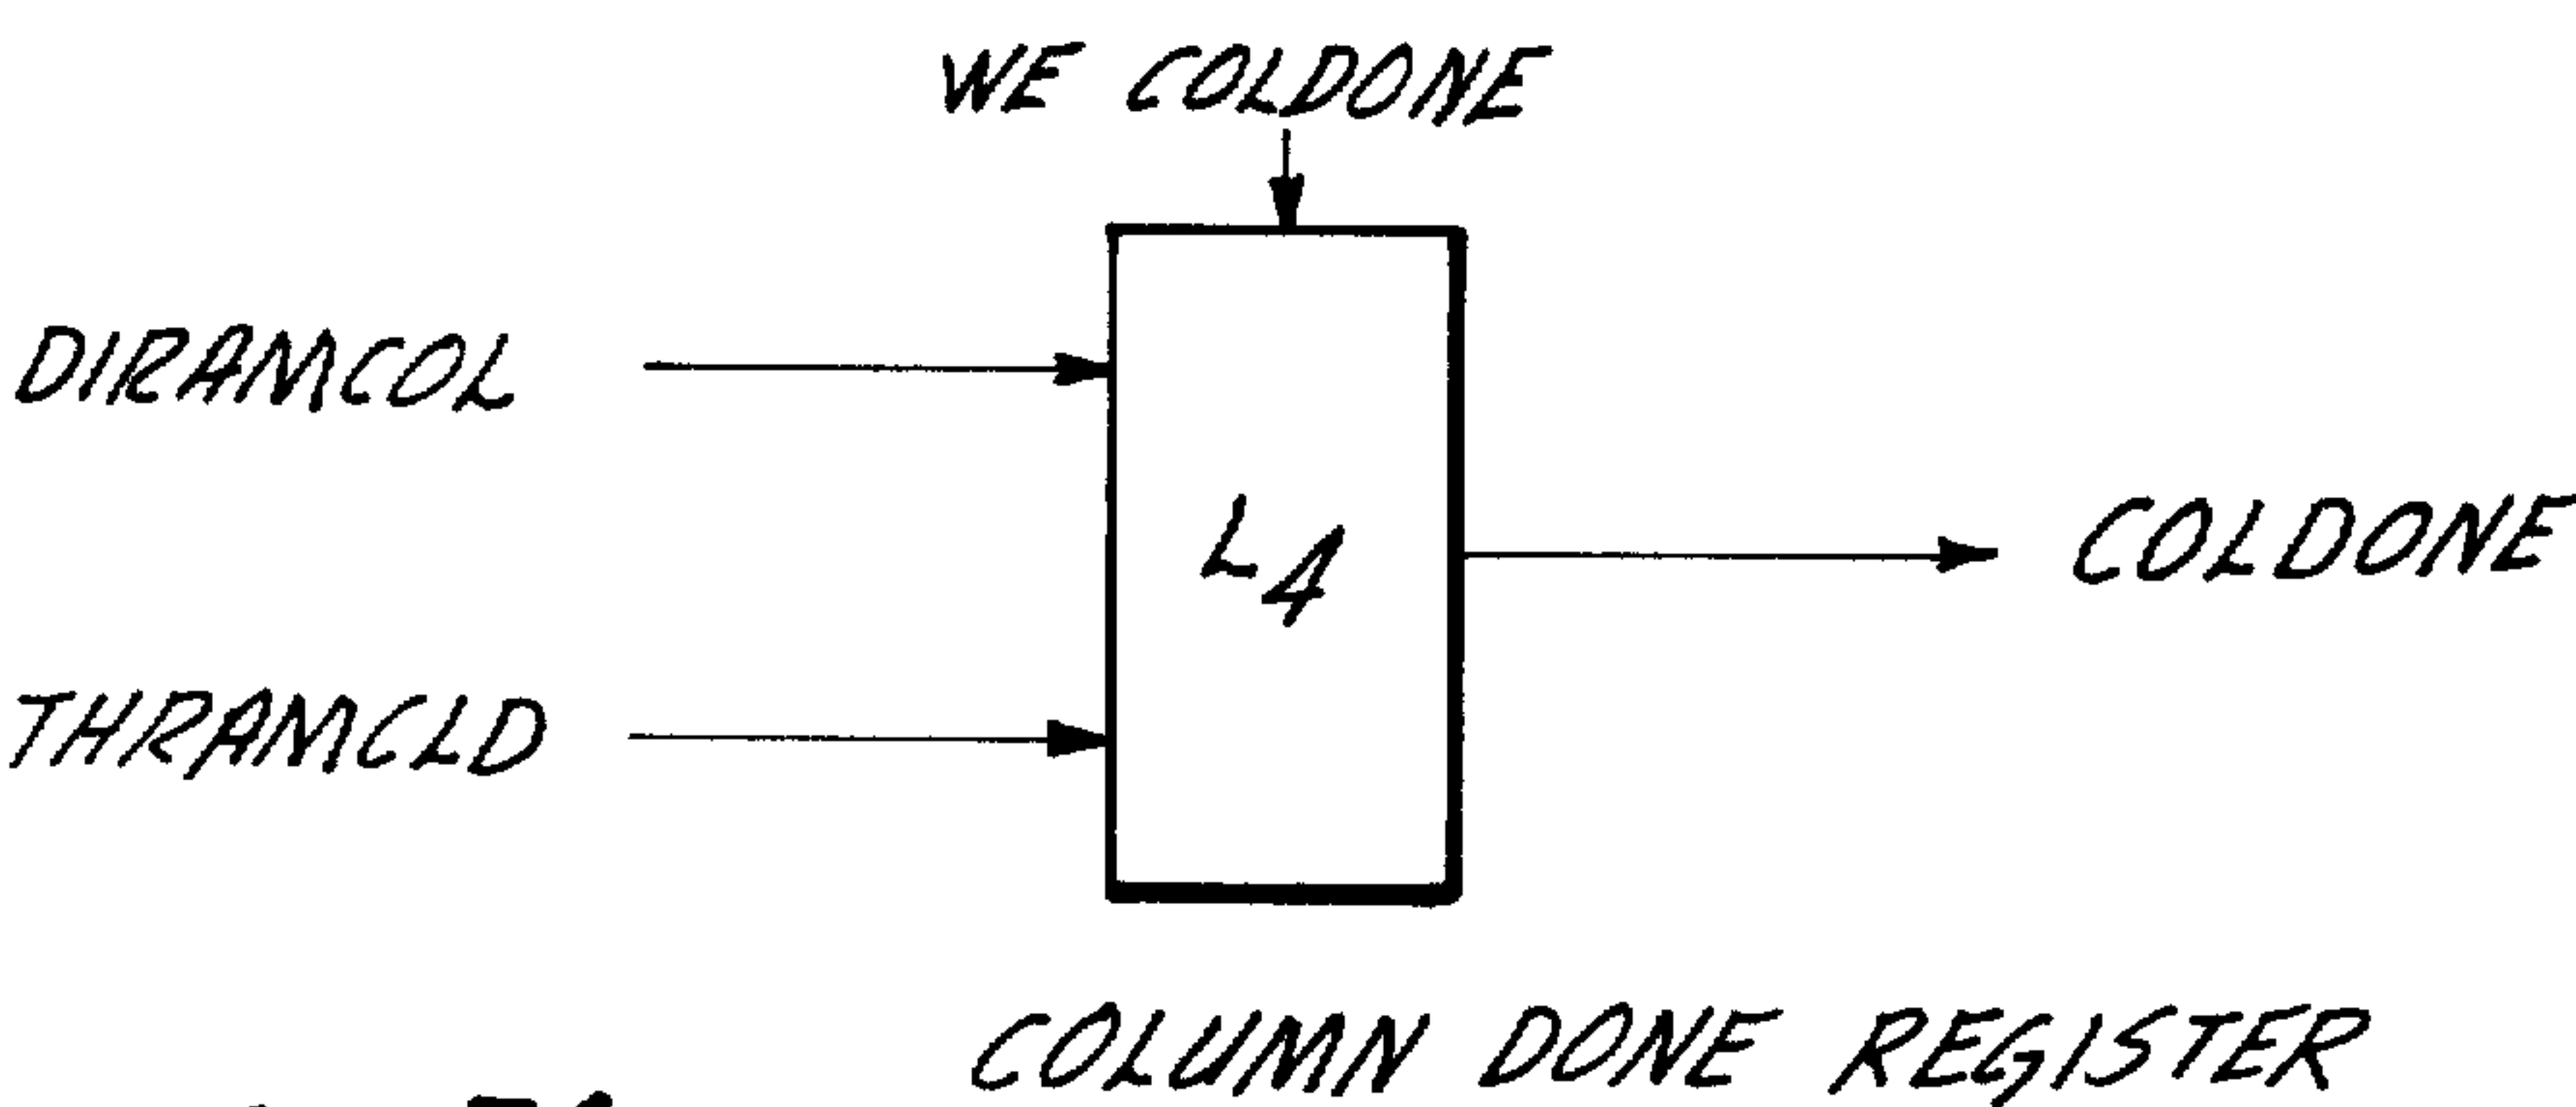 WE COLDONE
DIRAMCOL
L4
COLDONE
THRAMCLD
COLUMN DONE REGISTER